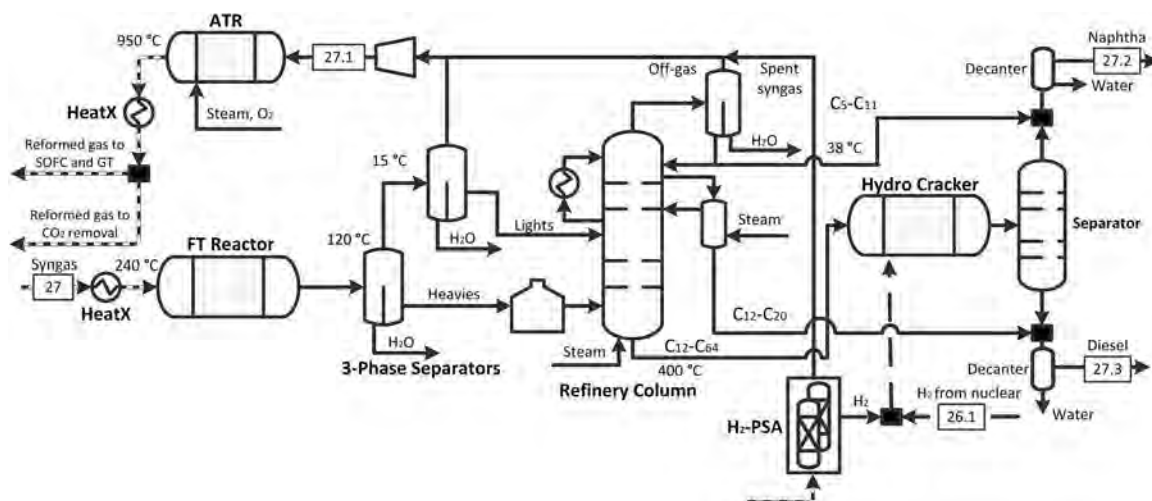 ATR
950 °C
27.1
Steam, O₂
HeatX
Reformed gas to
SOFC and GT
Reformed gas to
CO₂ removal
Syngas
27
240 °C
HeatX
FT Reactor
120 °C
15 °C
H₂O
Lights
Heavies
H₂O
3-Phase Separators
Steam
Refinery Column
Off-gas
Spent
syngas
H₂O
38 °C
Steam
C₅-C₁₁
Hydro Cracker
C₁₂-C₂₀
C₁₂-C₆₄
400 °C
H₂-PSA
H₂
H₂ from nuclear
26.1
Naphtha
27.2
Decanter
Water
Separator
Diesel
27.3
Decanter
Water